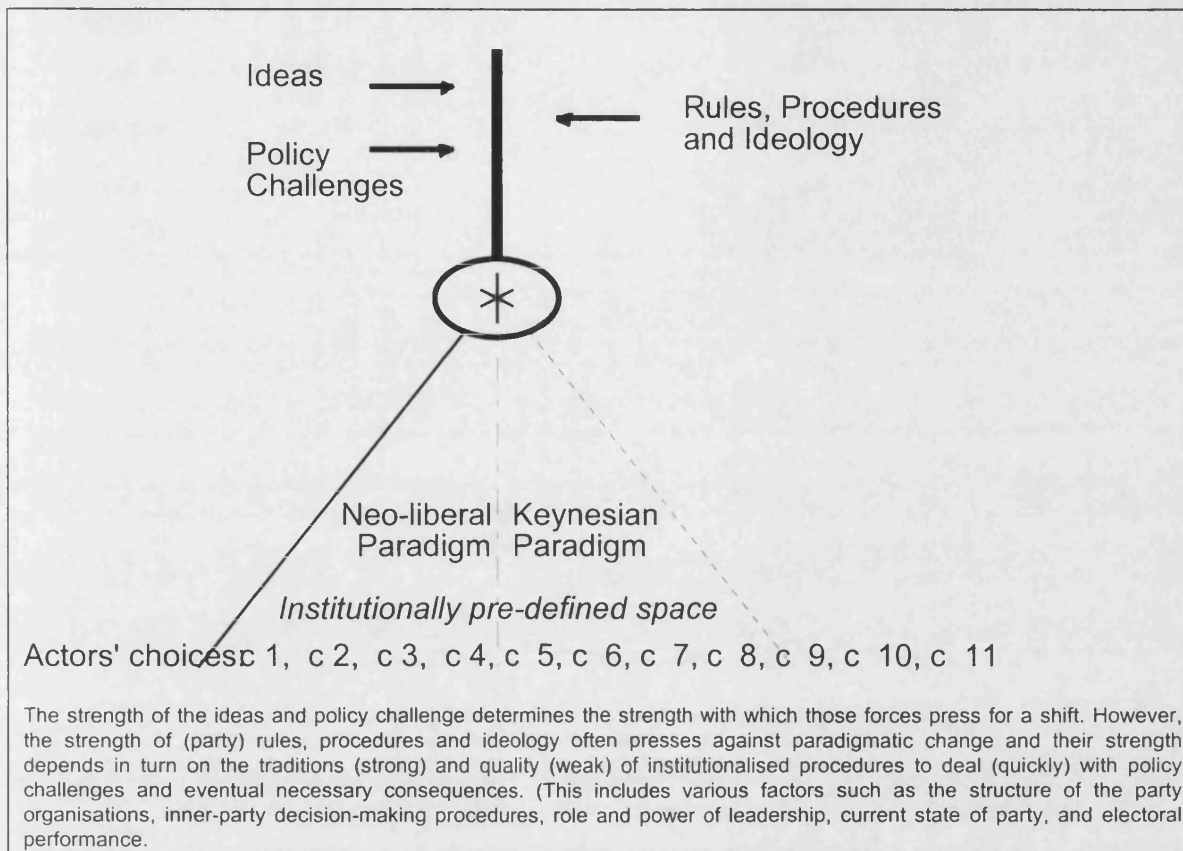 Ideas
Rules, Procedures
and Ideology
Policy
Challenges
Neo-liberal Keynesian
Paradigm Paradigm
Institutionally pre-defined space
Actors' choices: c 1, c 2, c 3, c 4, c 5, c 6, c 7, c 8, c 9, c 10, c 11
The strength of the ideas and policy challenge determines the strength with which those forces press for a shift. However,
the strength of (party) rules, procedures and ideology often presses against paradigmatic change and their strength
depends in turn on the traditions (strong) and quality (weak) of institutionalised procedures to deal (quickly) with policy
challenges and eventual necessary consequences. (This includes various factors such as the structure of the party
organisations, inner-party decision-making procedures, role and power of leadership, current state of party, and electoral
performance.